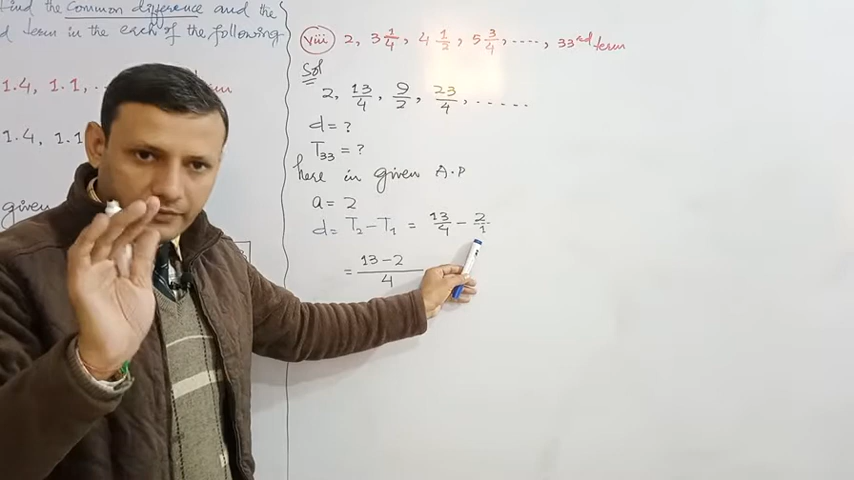 find the Common difference and the
d term in the each of the following
1.4, 1.1, .. rm
1.4, 1.1
given
viii 2, 3 1/4, 4 1/2, 5 3/4, ...., 33rd term
Sol
2, 13/4, 9/2, 23/4, ......
d = ?
T33 = ?
here in given A.P
a = 2
d = T2 - T1 = 13/4 - 2/1
= 13-2/4